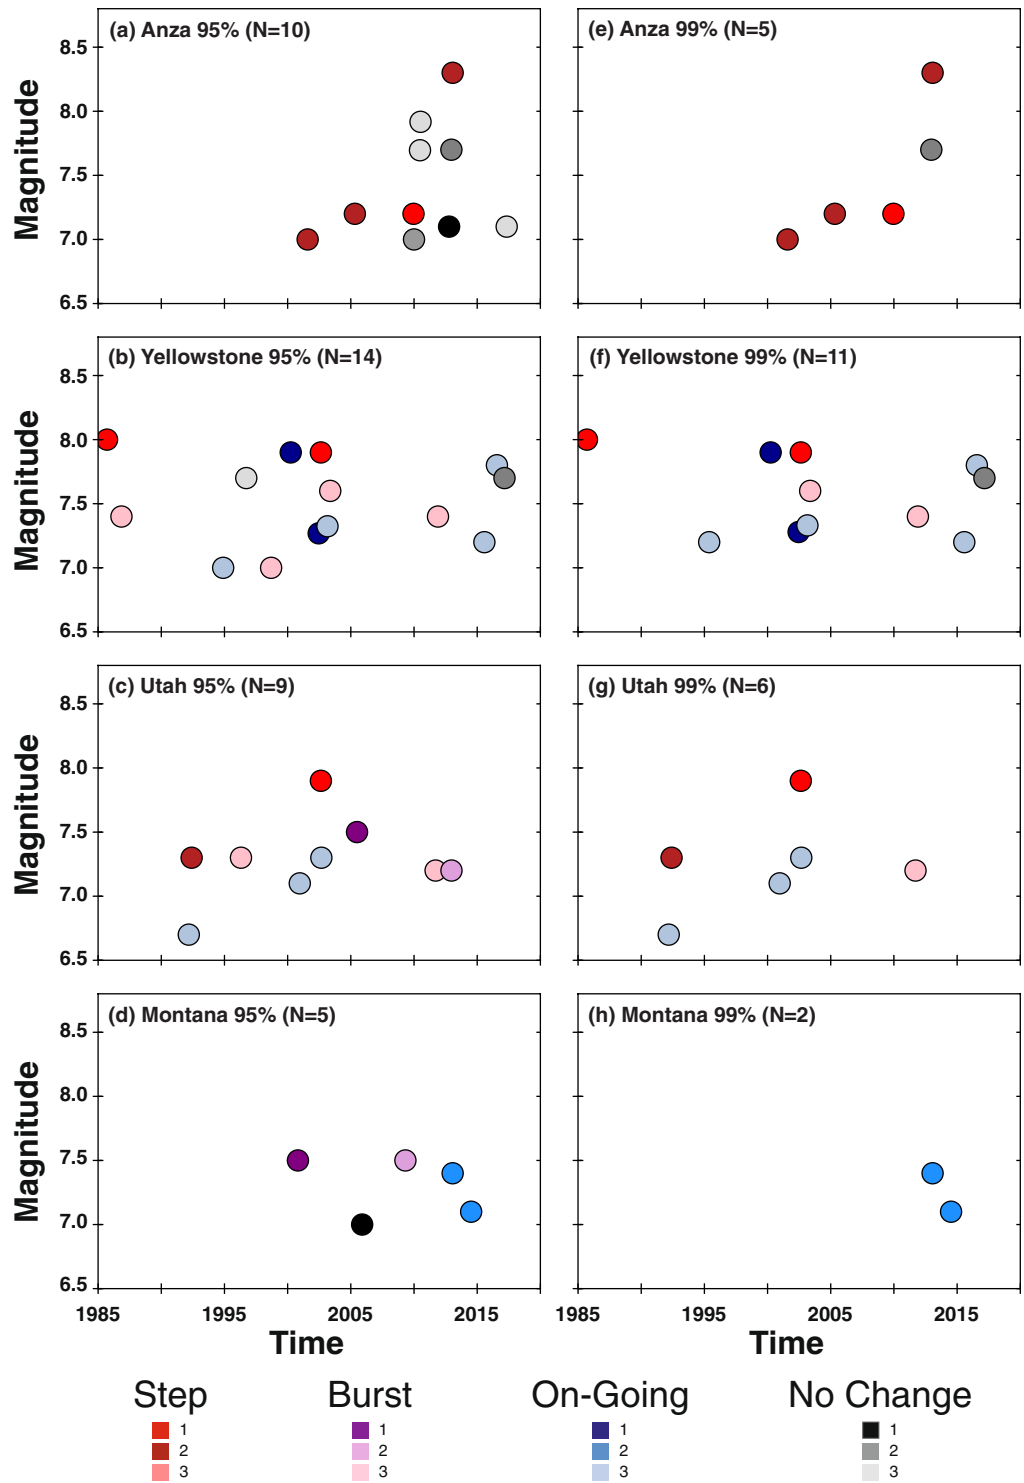 (a) Anza 95% (N=10)
(e) Anza 99% (N=5)
Magnitude
8.5
8.0
7.5
7.0
6.5
(b) Yellowstone 95% (N=14)
(f) Yellowstone 99% (N=11)
Magnitude
8.5
8.0
7.5
7.0
6.5
(c) Utah 95% (N=9)
(g) Utah 99% (N=6)
Magnitude
8.5
8.0
7.5
7.0
6.5
(d) Montana 95% (N=5)
(h) Montana 99% (N=2)
Magnitude
8.5
8.0
7.5
7.0
6.5
1985 1995 2005 2015
1985 1995 2005 2015
Time
Time
Step
1
2
3
Burst
1
2
3
On-Going
1
2
3
No Change
1
2
3